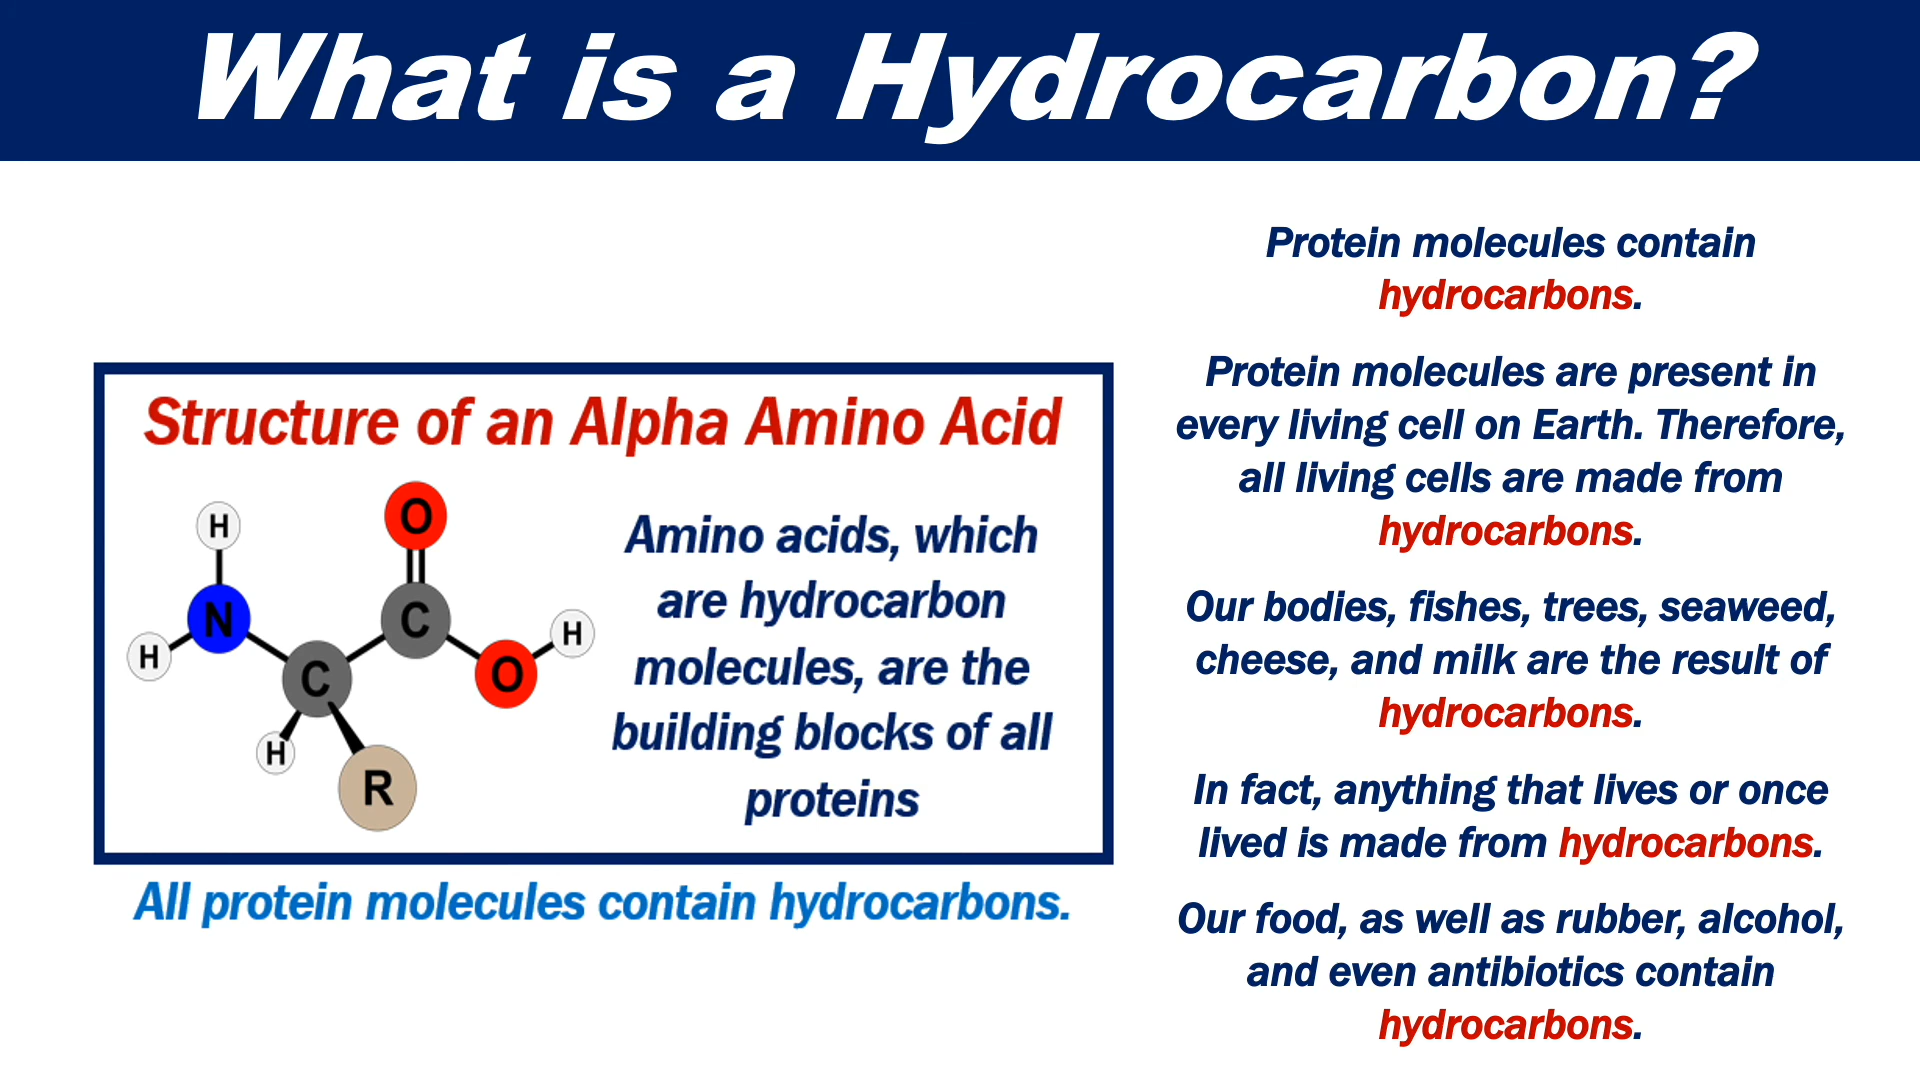 What is a Hydrocarbon?
Structure of an Alpha Amino Acid
H
O
N
C
H
H
C
O
H
R
Amino acids, which
are hydrocarbon
molecules, are the
building blocks of all
proteins
All protein molecules contain hydrocarbons.
Protein molecules contain
hydrocarbons.
Protein molecules are present in
every living cell on Earth. Therefore,
all living cells are made from
hydrocarbons.
Our bodies, fishes, trees, seaweed,
cheese, and milk are the result of
hydrocarbons.
In fact, anything that lives or once
lived is made from hydrocarbons.
Our food, as well as rubber, alcohol,
and even antibiotics contain
hydrocarbons.